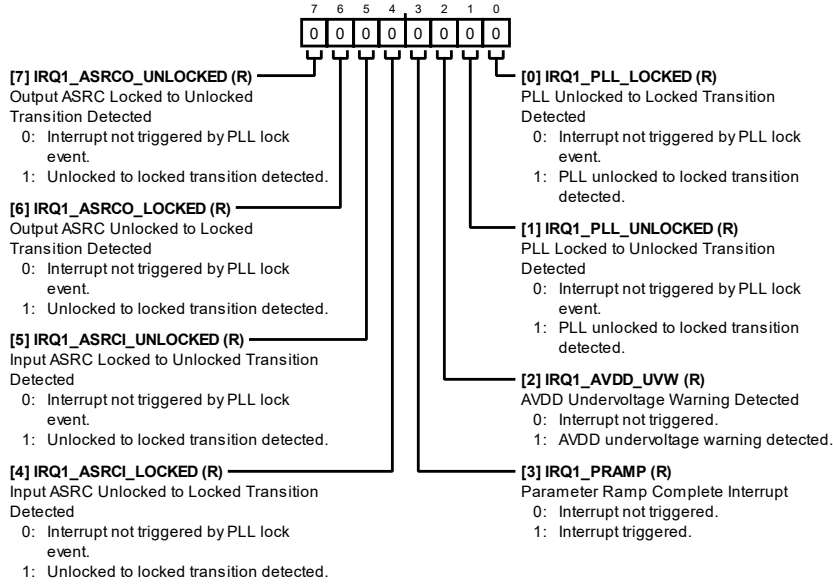 7 6 5 4 3 2 1 0
0 0 0 0 0 0 0 0
[7] IRQ1_ASRCO_UNLOCKED (R)
Output ASRC Locked to Unlocked
Transition Detected
0: Interrupt not triggered by PLL lock
event.
1: Unlocked to locked transition detected.
[6] IRQ1_ASRCO_LOCKED (R)
Output ASRC Unlocked to Locked
Transition Detected
0: Interrupt not triggered by PLL lock
event.
1: Unlocked to locked transition detected.
[5] IRQ1_ASRCI_UNLOCKED (R)
Input ASRC Locked to Unlocked Transition
Detected
0: Interrupt not triggered by PLL lock
event.
1: Unlocked to locked transition detected.
[4] IRQ1_ASRCI_LOCKED (R)
Input ASRC Unlocked to Locked Transition
Detected
0: Interrupt not triggered by PLL lock
event.
1: Unlocked to locked transition detected.
[0] IRQ1_PLL_LOCKED (R)
PLL Unlocked to Locked Transition
Detected
0: Interrupt not triggered by PLL lock
event.
1: PLL unlocked to locked transition
detected.
[1] IRQ1_PLL_UNLOCKED (R)
PLL Locked to Unlocked Transition
Detected
0: Interrupt not triggered by PLL lock
event.
1: PLL unlocked to locked transition
detected.
[2] IRQ1_AVDD_UVW (R)
AVDD Undervoltage Warning Detected
0: Interrupt not triggered.
1: AVDD undervoltage warning detected.
[3] IRQ1_PRAMP (R)
Parameter Ramp Complete Interrupt
0: Interrupt not triggered.
1: Interrupt triggered.